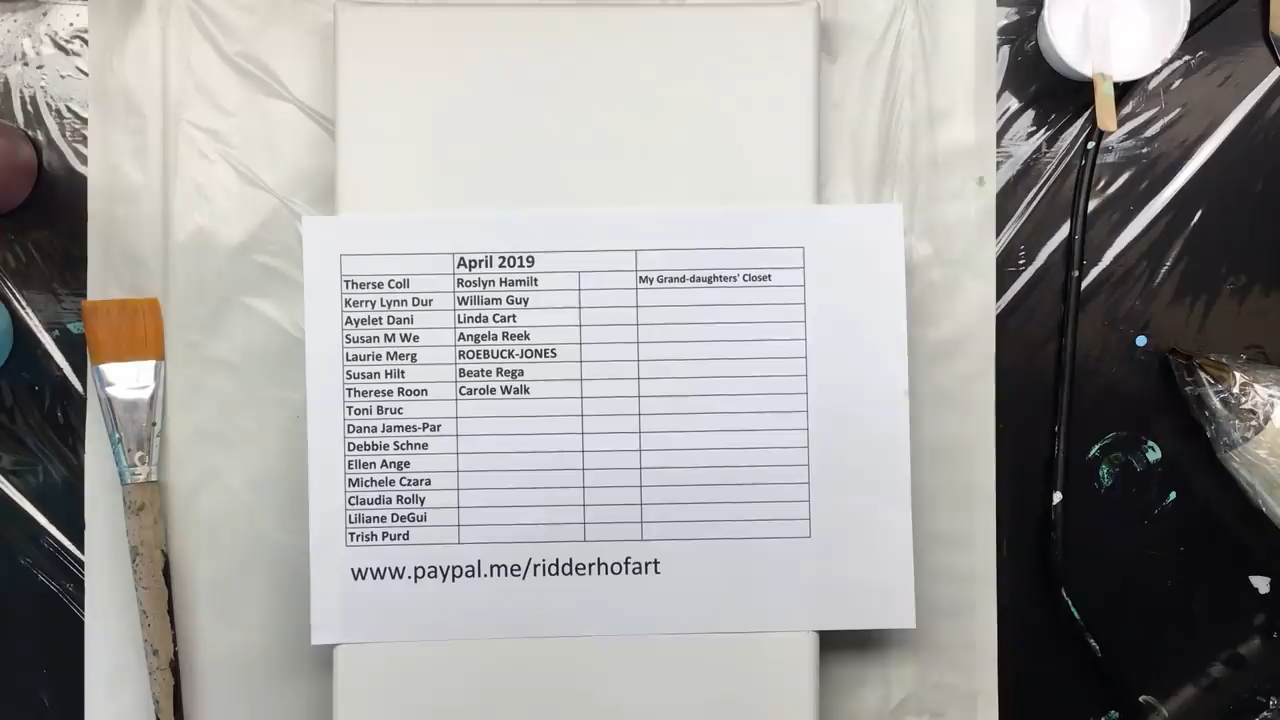 April 2019
Therse Coll Roslyn Hamilt My Grand-daughters' Closet
Kerry Lynn Dur William Guy
Ayelet Dani Linda Cart
Susan M We Angela Reek
Laurie Merg ROEBUCK-JONES
Susan Hilt Beate Rega
Therese Roon Carole Walk
Toni Bruc
Dana James-Par
Debbie Schne
Ellen Ange
Michele Czara
Claudia Rolly
Liliane DeGui
Trish Purd
www.paypal.me/ridderhofart